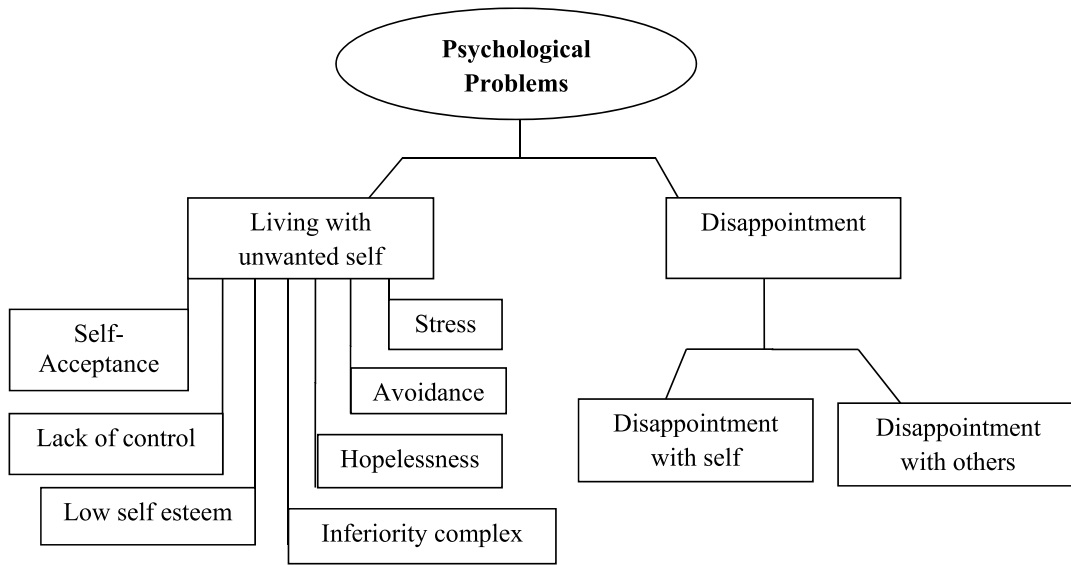 Psychological
Problems
Living with
unwanted self
Disappointment
Self-
Acceptance
Stress
Avoidance
Lack of control
Hopelessness
Low self esteem
Inferiority complex
Disappointment
with self
Disappointment
with others